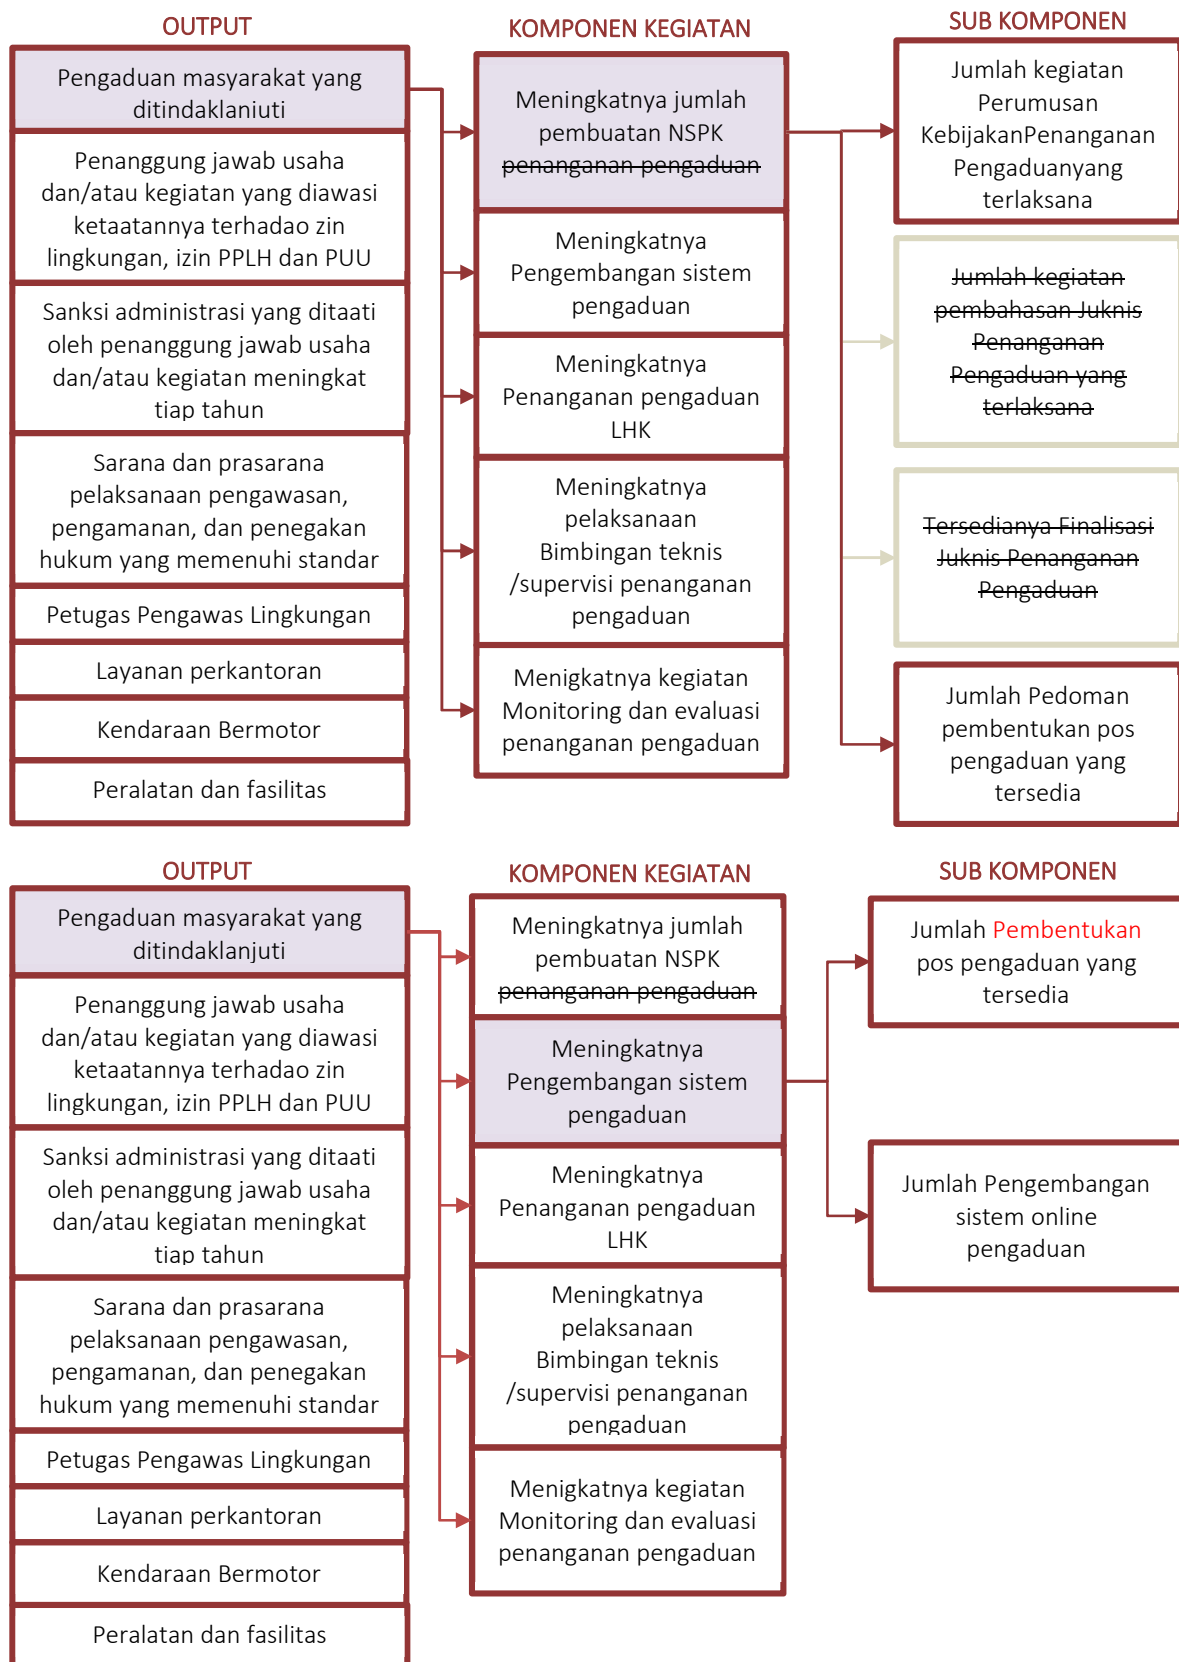 OUTPUT
Pengaduan masyarakat yang
ditindaklanjuti
Penanggung jawab usaha
dan/atau kegiatan yang diawasi
ketaatannya terhadao zin
lingkungan, izin PPLH dan PUU
Sanksi administrasi yang ditaati
oleh penanggung jawab usaha
dan/atau kegiatan meningkat
tiap tahun
Sarana dan prasarana
pelaksanaan pengawasan,
pengamanan, dan penegakan
hukum yang memenuhi standar
Petugas Pengawas Lingkungan
Layanan perkantoran
Kendaraan Bermotor
Peralatan dan fasilitas
KOMPONEN KEGIATAN
Meningkatnya jumlah
pembuatan NSPK
penanganan pengaduan
Meningkatnya
Pengembangan sistem
pengaduan
Meningkatnya
Penanganan pengaduan
LHK
Meningkatnya
pelaksanaan
Bimbingan teknis
/supervisi penanganan
pengaduan
Menigkatnya kegiatan
Monitoring dan evaluasi
penanganan pengaduan
SUB KOMPONEN
Jumlah kegiatan
Perumusan
KebijakanPenanganan
Pengaduanyang
terlaksana
Jumlah kegiatan
pembahasan Juknis
Penanganan
Pengaduan yang
terlaksana
Tersedianya Finalisasi
Juknis Penanganan
Pengaduan
Jumlah Pedoman
pembentukan pos
pengaduan yang
tersedia
OUTPUT
Pengaduan masyarakat yang
ditindaklanjuti
Penanggung jawab usaha
dan/atau kegiatan yang diawasi
ketaatannya terhadao zin
lingkungan, izin PPLH dan PUU
Sanksi administrasi yang ditaati
oleh penanggung jawab usaha
dan/atau kegiatan meningkat
tiap tahun
Sarana dan prasarana
pelaksanaan pengawasan,
pengamanan, dan penegakan
hukum yang memenuhi standar
Petugas Pengawas Lingkungan
Layanan perkantoran
Kendaraan Bermotor
Peralatan dan fasilitas
KOMPONEN KEGIATAN
Meningkatnya jumlah
pembuatan NSPK
penanganan pengaduan
Meningkatnya
Pengembangan sistem
pengaduan
Meningkatnya
Penanganan pengaduan
LHK
Meningkatnya
pelaksanaan
Bimbingan teknis
/supervisi penanganan
pengaduan
Menigkatnya kegiatan
Monitoring dan evaluasi
penanganan pengaduan
SUB KOMPONEN
Jumlah Pembentukan
pos pengaduan yang
tersedia
Jumlah Pengembangan
sistem online
pengaduan